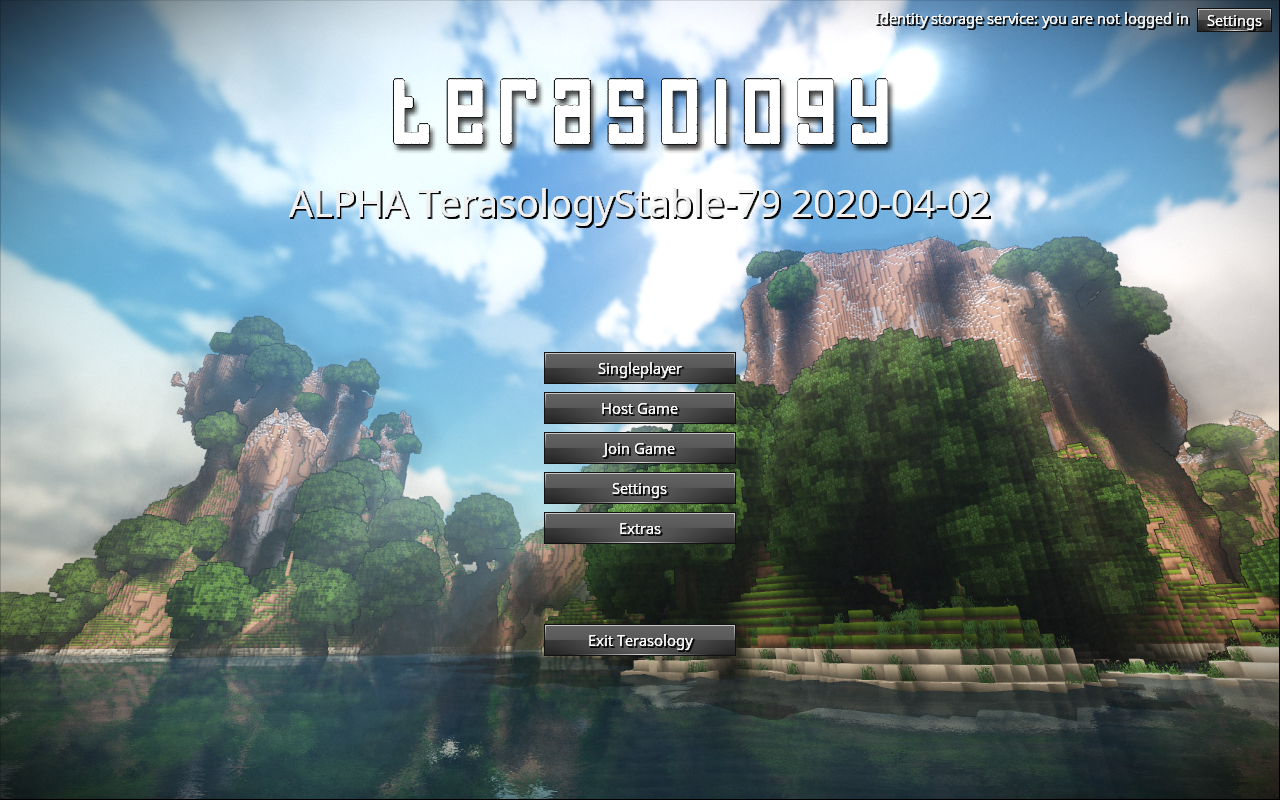 Identity storage service: you are not logged in Settings
terasology
ALPHA TerasologyStable-79 2020-04-02
Singleplayer
Host Game
Join Game
Settings
Extras
Exit Terasology